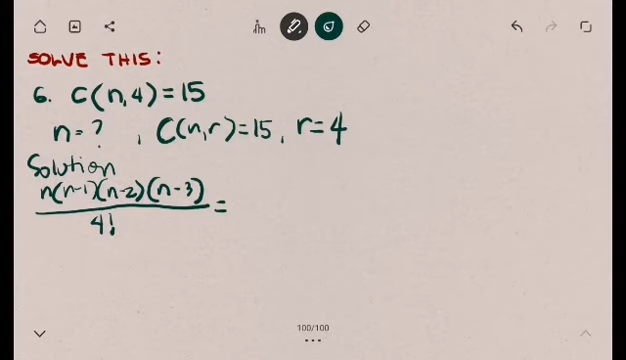 SOLVE THIS:
6. C(n,4)=15
n=? , C(n,r)=15, r=4
Solution
n(n-1)(n-2)(n-3)
4! =
100/100